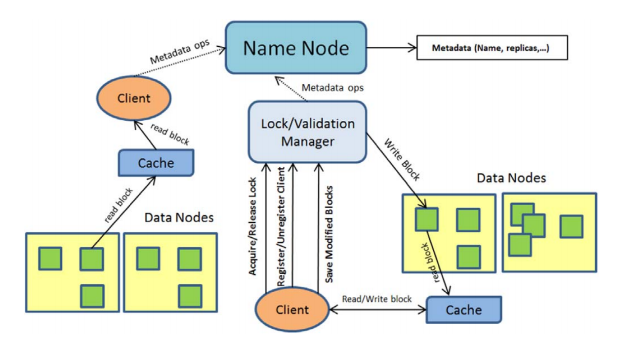 Name Node
Metadata (Name, replicas,...)
Metadata ops
Metadata ops
Client
Lock/Validation
Manager
read block
Cache
Write Block
read block
Data Nodes
Data Nodes
Acquire/Release Lock
Register/Unregister Client
Save Modified Blocks
read block
Client
Read/Write block
Cache